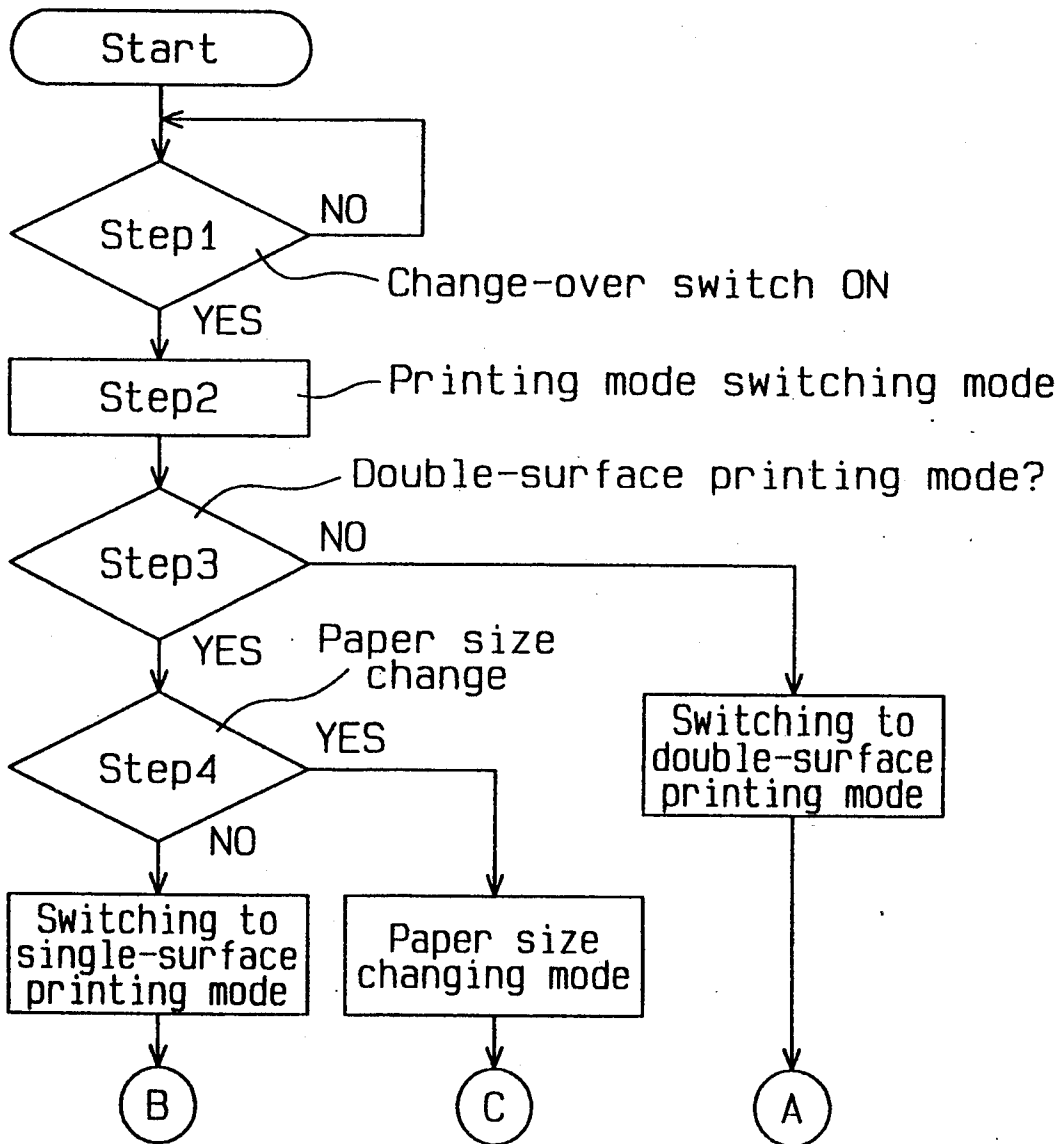 Start
NO
Step1
Change-over switch ON
YES
Step2
Printing mode switching mode
Double-surface printing mode?
NO
Step3
YES
Paper size
change
YES
Step4
NO
Switching to
double-surface
printing mode
Switching to
single-surface
printing mode
Paper size
changing mode
B
C
A